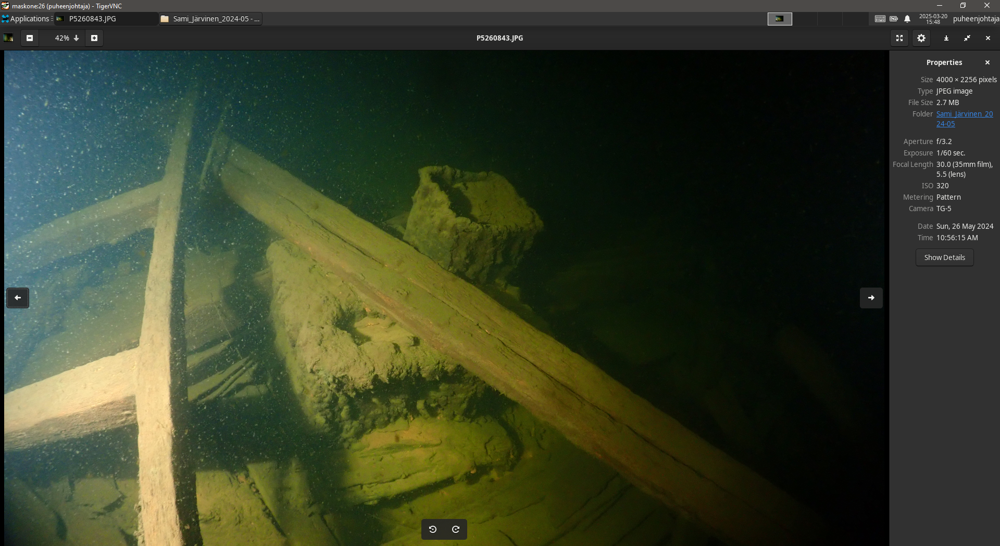 maskone:26 (puheenjohtaja) - TigerVNC
Applications
P5260843.JPG
Sami_Järvinen_2024-05 - ...
2025-03-20
15:48
puheenjohtaja
42%
P5260843.JPG
Properties
Size 4000 × 2256 pixels
Type JPEG image
File Size 2.7 MB
Folder Sami_Järvinen_20
24-05
Aperture f/3.2
Exposure 1/60 sec.
Focal Length 30.0 (35mm film),
5.5 (lens)
ISO 320
Metering Pattern
Camera TG-5
Date Sun, 26 May 2024
Time 10:56:15 AM
Show Details